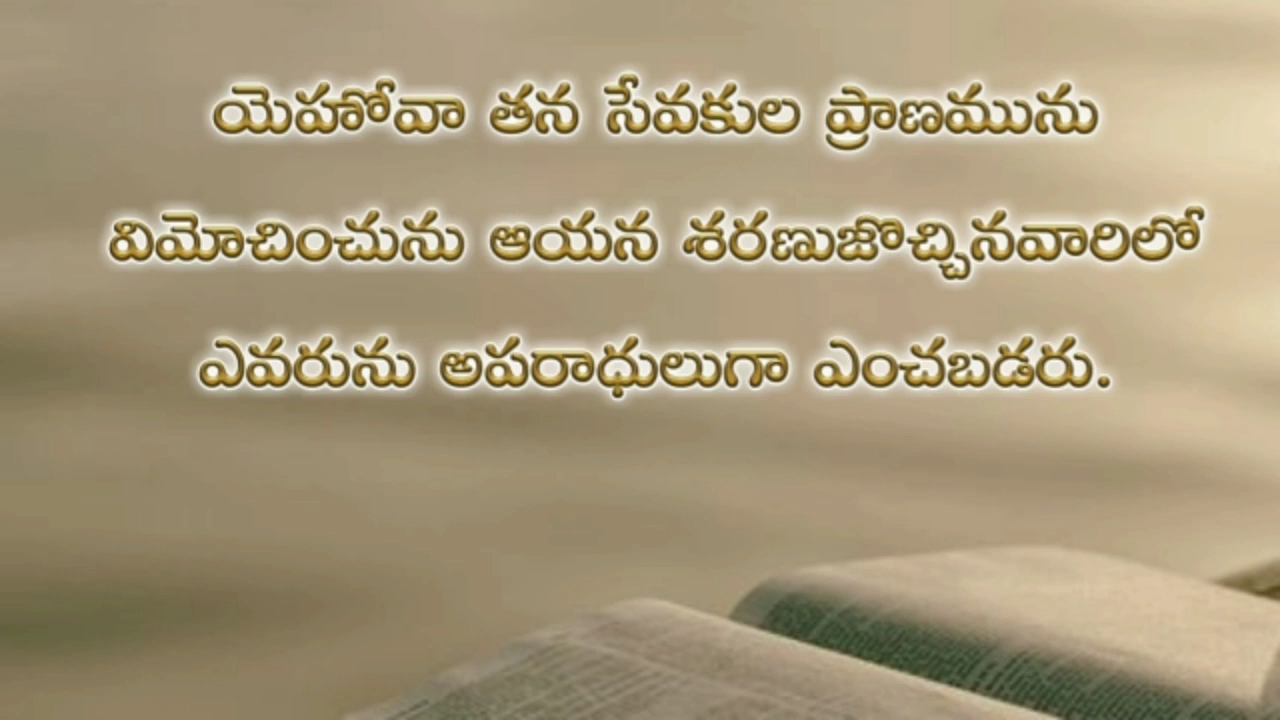 యెహోవా తన సేవకుల ప్రాణమును
విమోచించును ఆయన శరణుజొచ్చినవారిలో
ఎవరును అపరాధులుగా ఎంచబడరు.